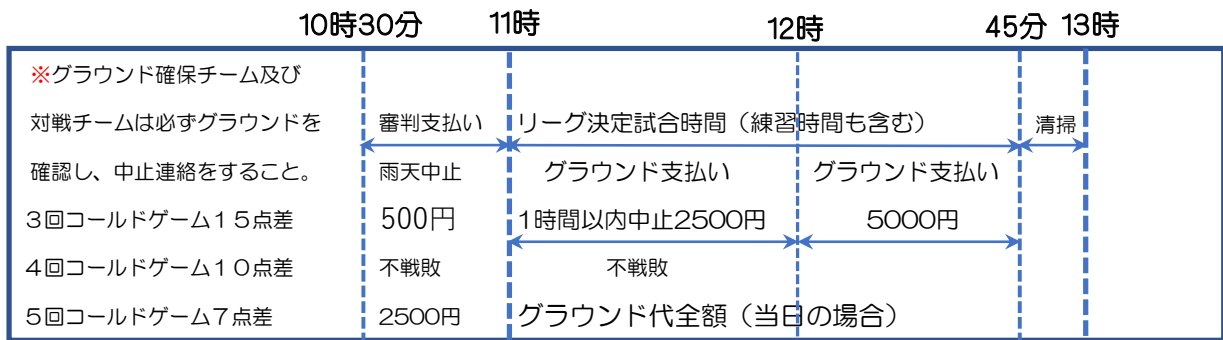 10時30分 11時 12時 45分 13時
※グラウンド確保チーム及び
対戦チームは必ずグラウンドを 審判支払い リーグ決定試合時間（練習時間も含む） 清掃
確認し、中止連絡をすること。 雨天中止 グラウンド支払い グラウンド支払い
３回コールドゲーム１５点差 500円 1時間以内中止2500円 5000円
４回コールドゲーム１０点差 不戦敗 不戦敗
５回コールドゲーム７点差 2500円 グラウンド代全額（当日の場合）